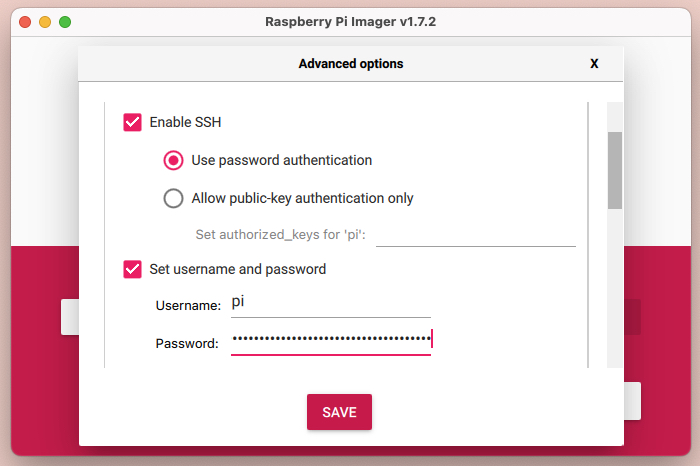 Raspberry Pi Imager v1.7.2
Advanced options X
Enable SSH
Use password authentication
Allow public-key authentication only
Set authorized_keys for 'pi':
Set username and password
Username: pi
Password: •••••••••••••••••••••••••••••••••••••
SAVE